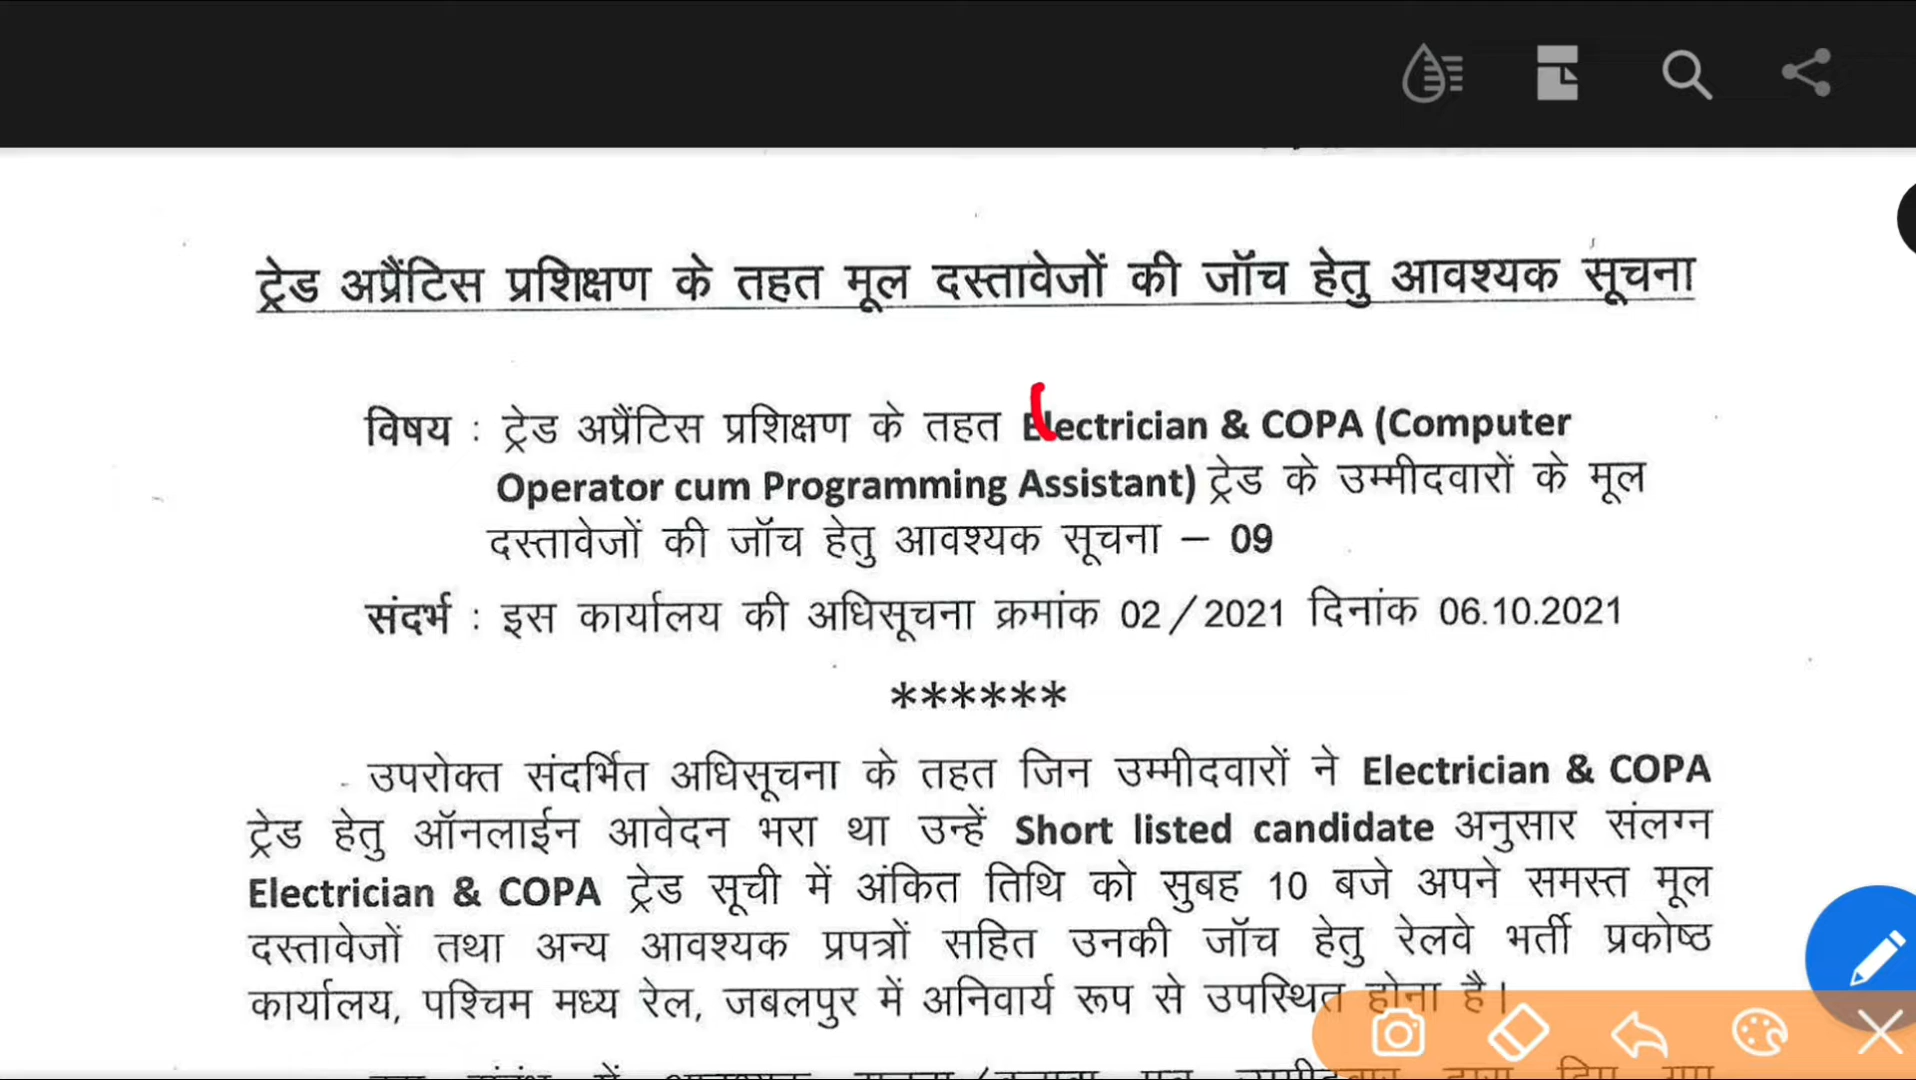 ट्रेड अप्रैंटिस प्रशिक्षण के तहत मूल दस्तावेजों की जॉच हेतु आवश्यक सूचना
विषय : ट्रेड अप्रैंटिस प्रशिक्षण के तहत Electrician & COPA (Computer
Operator cum Programming Assistant) ट्रेड के उम्मीदवारों के मूल
दस्तावेजों की जॉच हेतु आवश्यक सूचना – 09
संदर्भ : इस कार्यालय की अधिसूचना क्रमांक 02/2021 दिनांक 06.10.2021
******
उपरोक्त संदर्भित अधिसूचना के तहत जिन उम्मीदवारों ने Electrician & COPA
ट्रेड हेतु ऑनलाईन आवेदन भरा था उन्हें Short listed candidate अनुसार संलग्न
Electrician & COPA ट्रेड सूची में अंकित तिथि को सुबह 10 बजे अपने समस्त मूल
दस्तावेजों तथा अन्य आवश्यक प्रपत्रों सहित उनकी जॉच हेतु रेलवे भर्ती प्रकोष्ठ
कार्यालय, पश्चिम मध्य रेल, जबलपुर में अनिवार्य रूप से उपस्थित होना है।